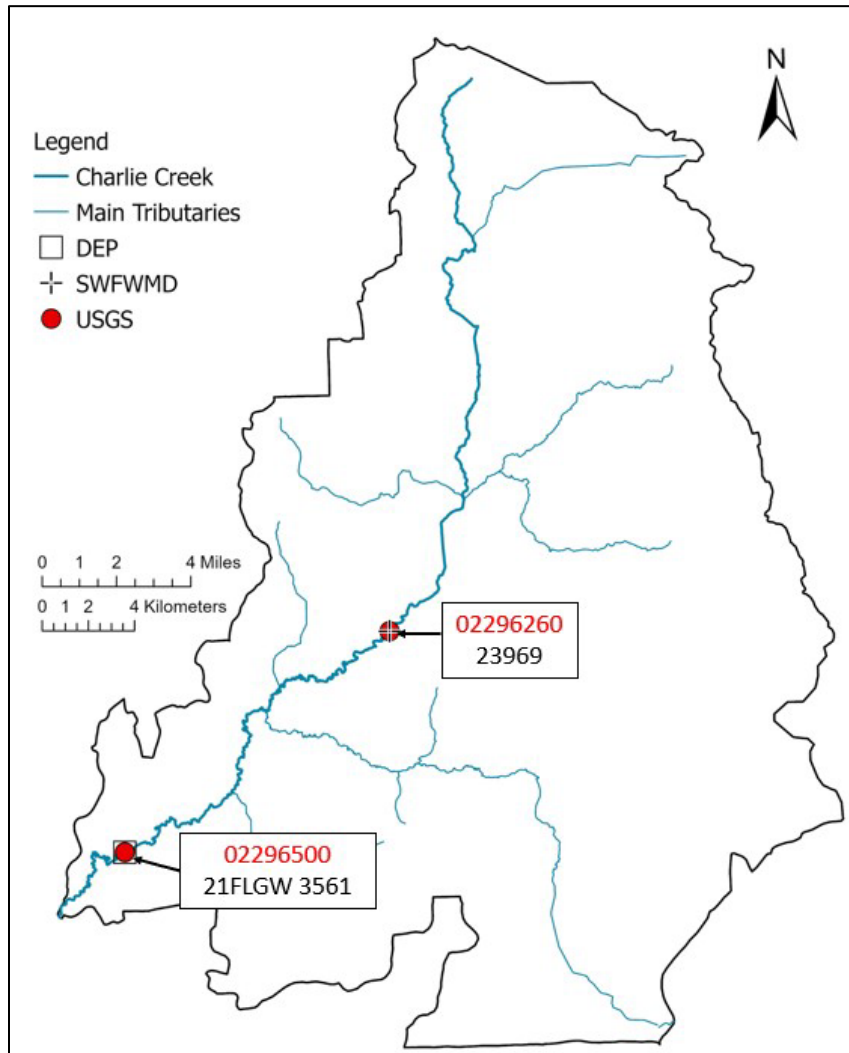 N
Legend
Charlie Creek
Main Tributaries
DEP
SWFWMD
USGS
0 1 2 4 Miles
0 1 2 4 Kilometers
02296260
23969
02296500
21FLGW 3561